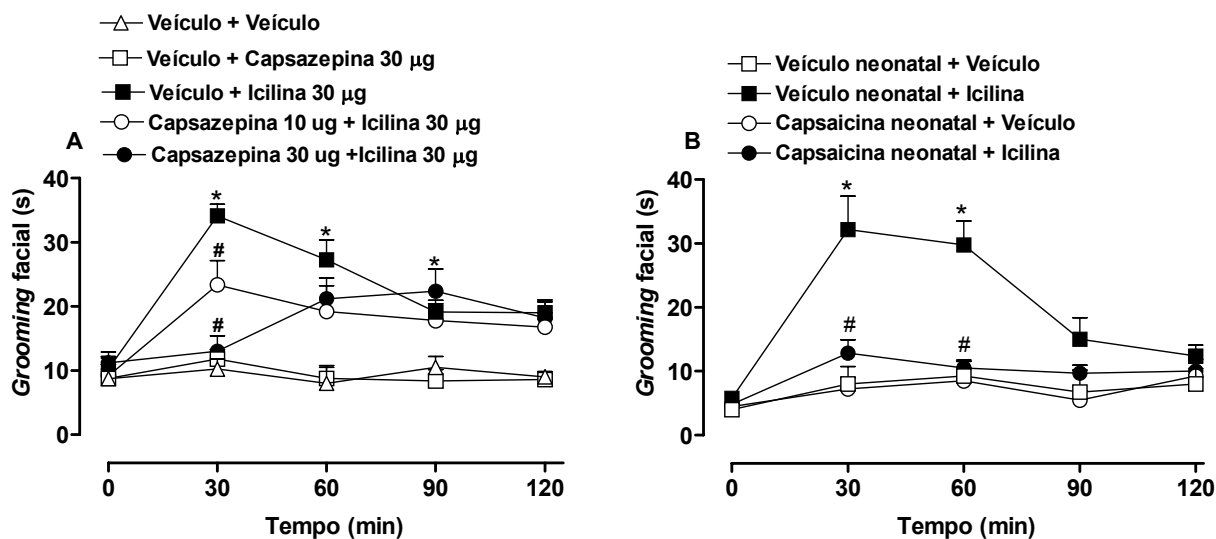 Veículo + Veículo
Veículo + Capsazepina 30 μg
Veículo + Icilina 30 μg
Capsazepina 10 ug + Icilina 30 μg
Capsazepina 30 ug +Icilina 30 μg
A
Grooming facial (s)
40
30
20
10
0
*
*
*
#
#
0 30 60 90 120
Tempo (min)
Veículo neonatal + Veículo
Veículo neonatal + Icilina
Capsaicina neonatal + Veículo
Capsaicina neonatal + Icilina
B
Grooming facial (s)
40
30
20
10
0
* *
# #
0 30 60 90 120
Tempo (min)